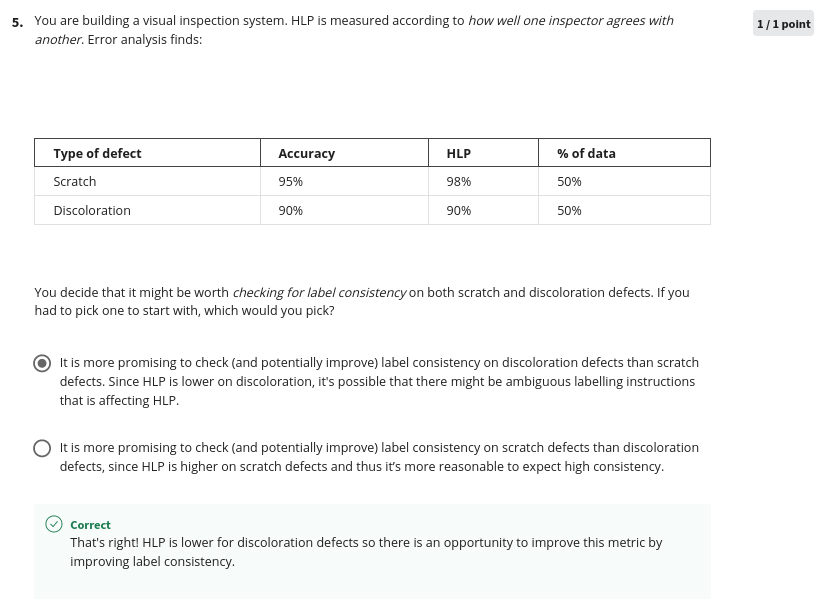 5. You are building a visual inspection system. HLP is measured according to how well one inspector agrees with
another. Error analysis finds:
1 / 1 point
Type of defect Accuracy HLP % of data
Scratch 95% 98% 50%
Discoloration 90% 90% 50%
You decide that it might be worth checking for label consistency on both scratch and discoloration defects. If you
had to pick one to start with, which would you pick?
It is more promising to check (and potentially improve) label consistency on discoloration defects than scratch
defects. Since HLP is lower on discoloration, it's possible that there might be ambiguous labelling instructions
that is affecting HLP.
It is more promising to check (and potentially improve) label consistency on scratch defects than discoloration
defects, since HLP is higher on scratch defects and thus it’s more reasonable to expect high consistency.
Correct
That's right! HLP is lower for discoloration defects so there is an opportunity to improve this metric by
improving label consistency.